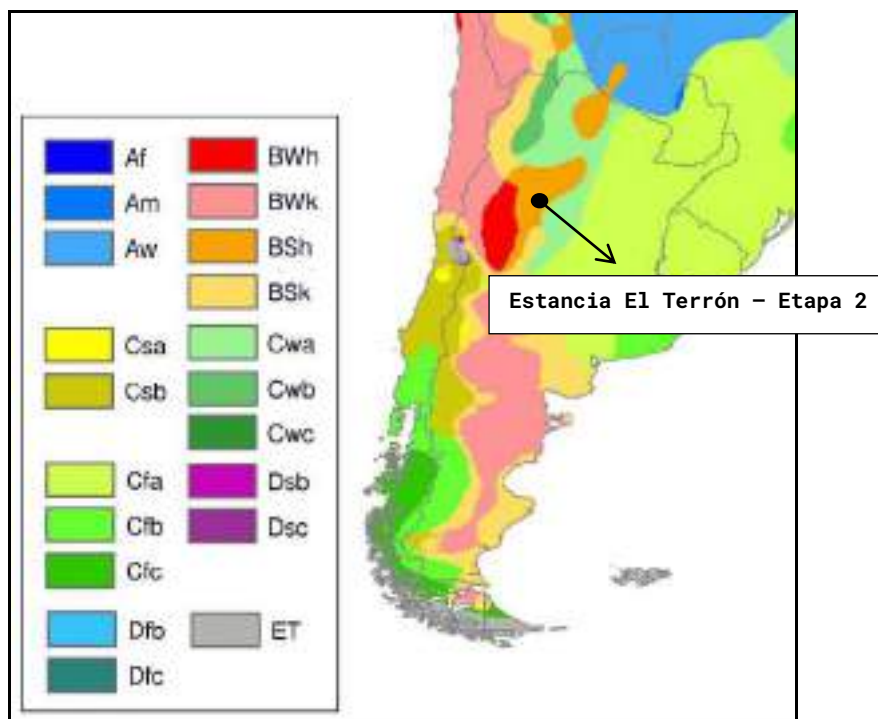 Af
Am
Aw
Csa
Csb
Cfa
Cfb
Cfc
Dfb
Dfc
BWh
BWk
BSh
BSk
Cwa
Cwb
Cwc
Dsb
Dsc
ET
Estancia El Terrón – Etapa 2